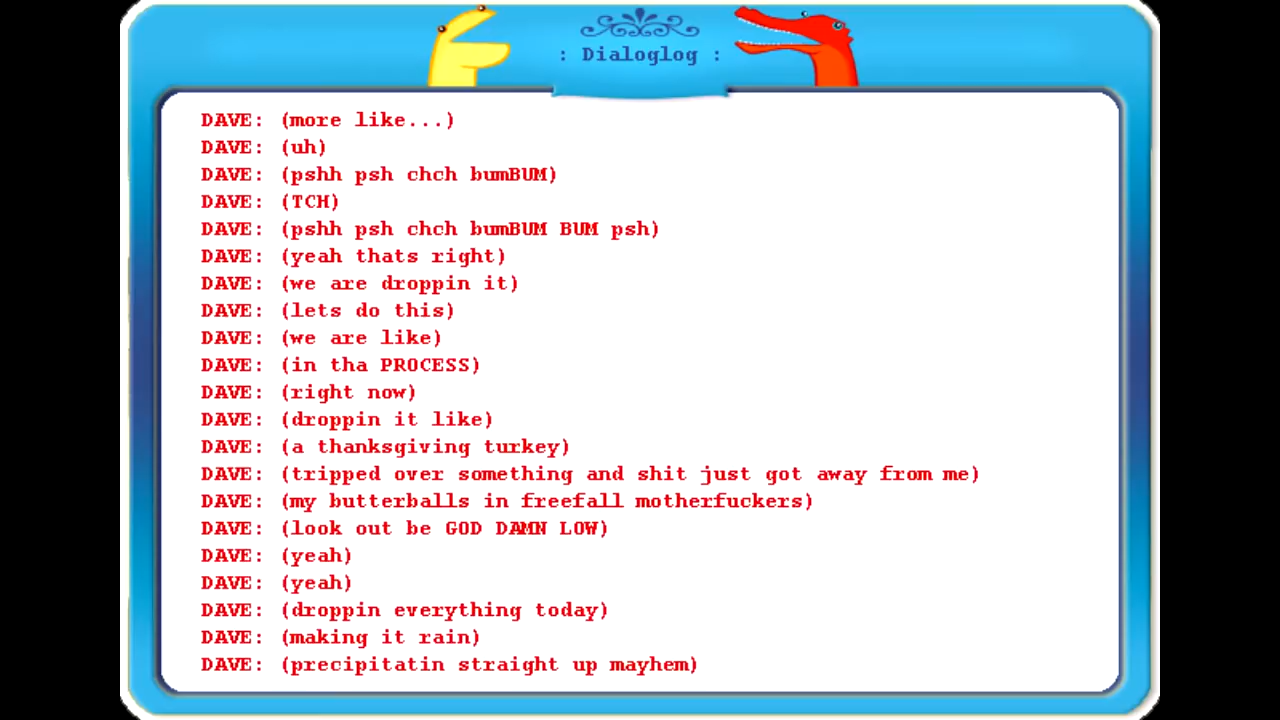 : Dialoglog :
DAVE: (more like...)
DAVE: (uh)
DAVE: (pshh psh chch bumBUM)
DAVE: (TCH)
DAVE: (pshh psh chch bumBUM BUM psh)
DAVE: (yeah thats right)
DAVE: (we are droppin it)
DAVE: (lets do this)
DAVE: (we are like)
DAVE: (in tha PROCESS)
DAVE: (right now)
DAVE: (droppin it like)
DAVE: (a thanksgiving turkey)
DAVE: (tripped over something and shit just got away from me)
DAVE: (my butterballs in freefall motherfuckers)
DAVE: (look out be GOD DAMN LOW)
DAVE: (yeah)
DAVE: (yeah)
DAVE: (droppin everything today)
DAVE: (making it rain)
DAVE: (precipitatin straight up mayhem)